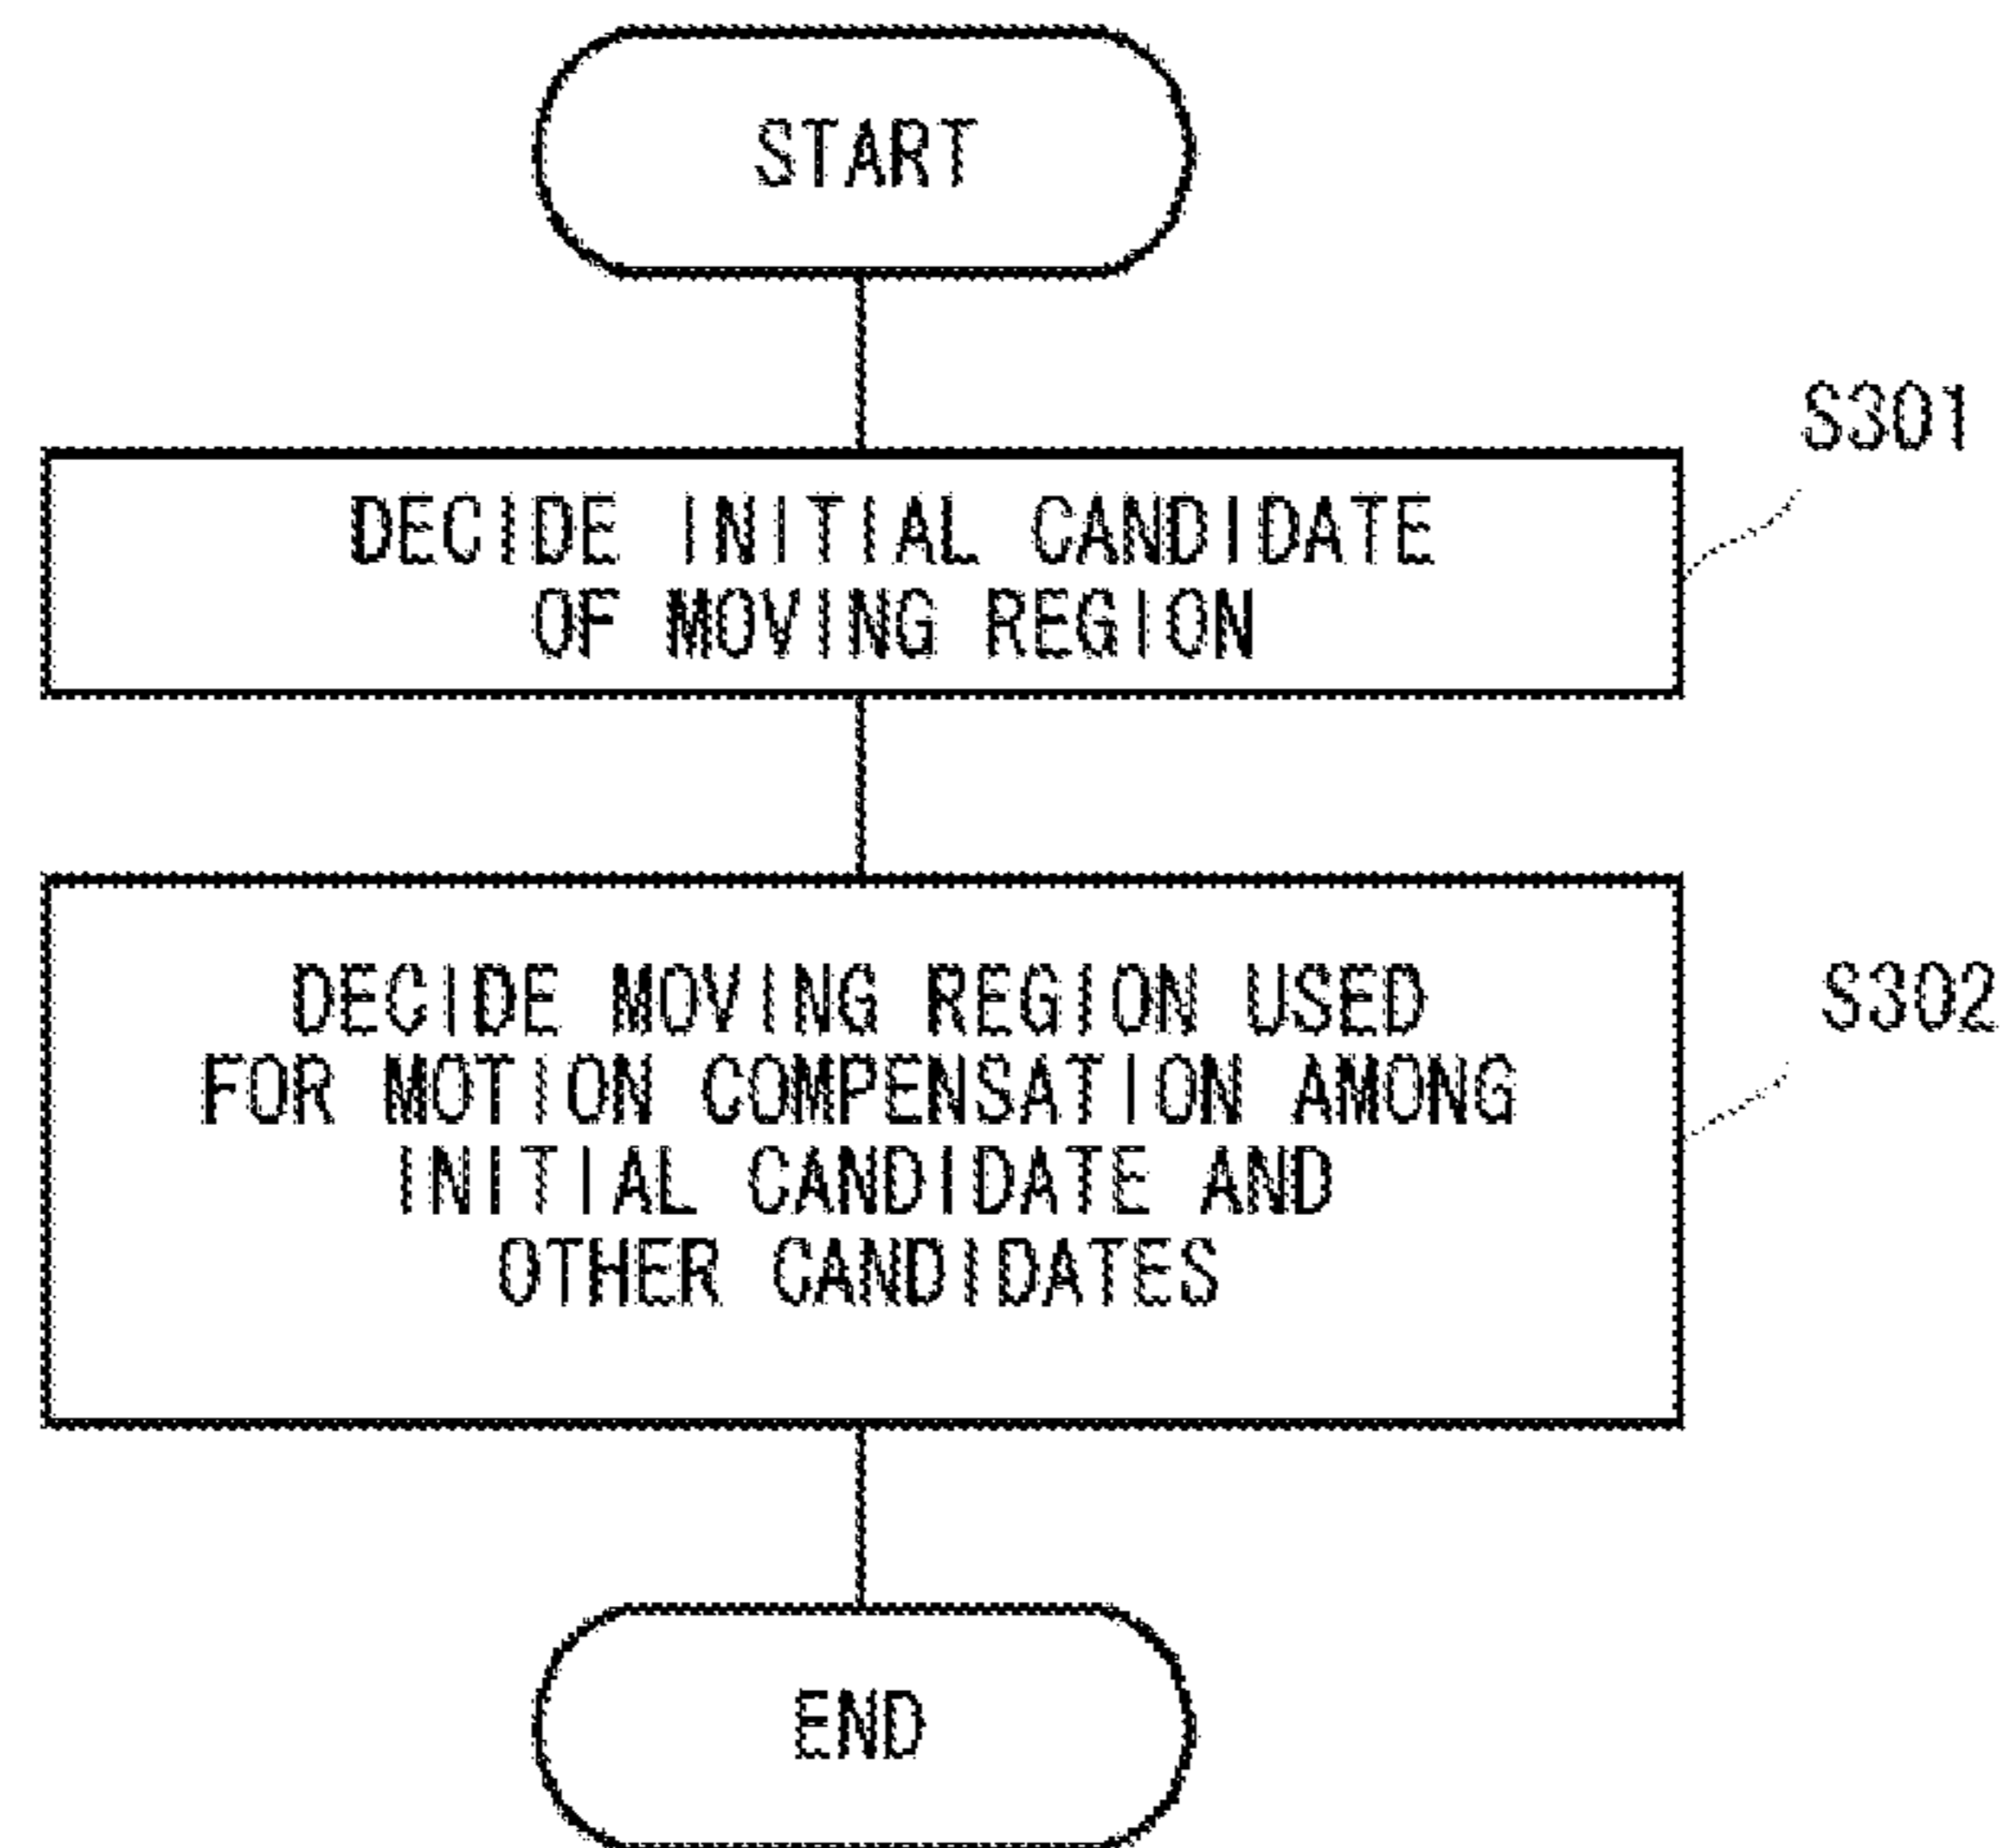 START
S301
DECIDE INITIAL CANDIDATE
OF MOVING REGION
S302
DECIDE MOVING REGION USED
FOR MOTION COMPENSATION AMONG
INITIAL CANDIDATE AND
OTHER CANDIDATES
END